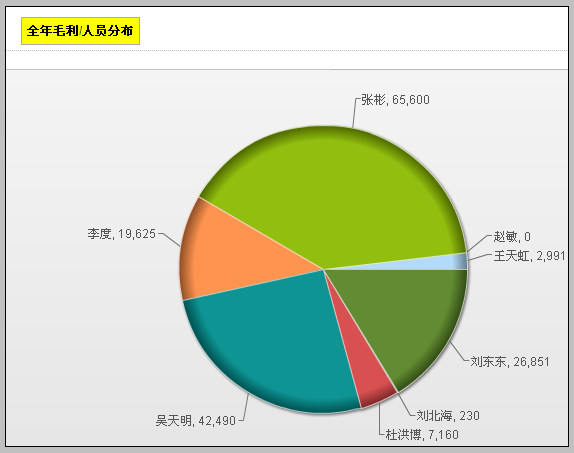 全年毛利/人员分布
张彬, 65,600
赵敏, 0
李度, 19,625
王天虹, 2,991
刘东东, 26,851
刘北海, 230
吴天明, 42,490
杜洪博, 7,160